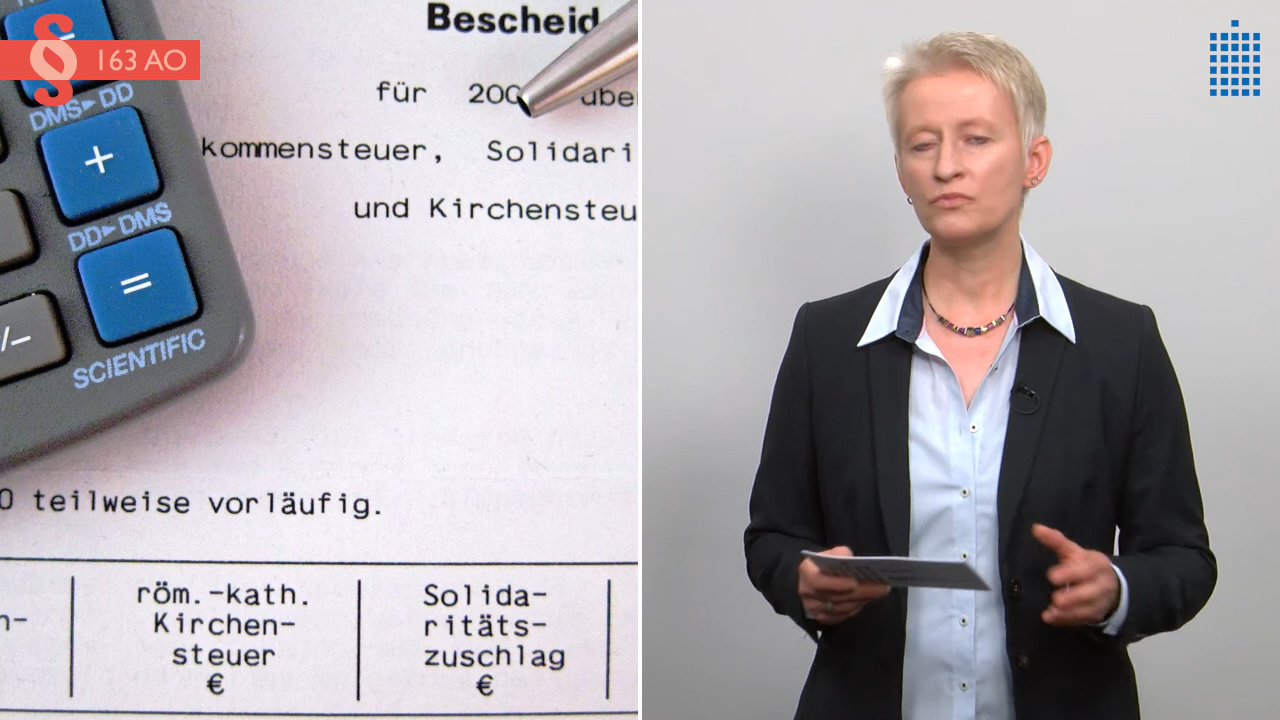 § 163 AO
DMS▸DD
+
DD▸DMS
=
/–
SCIENTIFIC
Bescheid
für 200 übe
kommensteuer, Solidari
und Kirchensteu
0 teilweise vorläufig.
n-
röm.-kath.
Kirchen-
steuer
€
Solida-
ritäts-
zuschlag
€